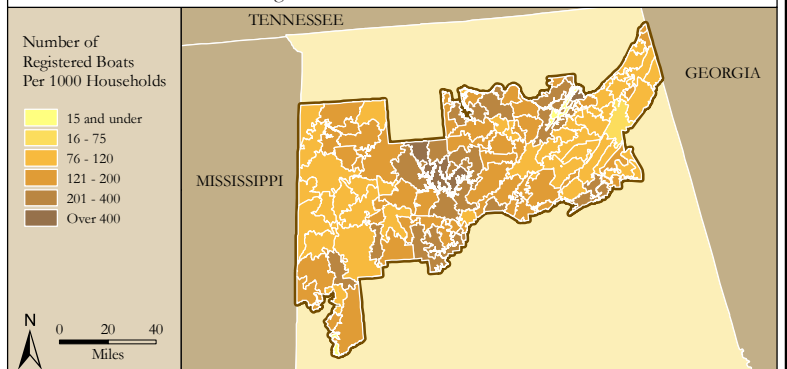 TENNESSEE
Number of
Registered Boats
Per 1000 Households
GEORGIA
15 and under
16 - 75
76 - 120
121 - 200
201 - 400
Over 400
MISSISSIPPI
N
0 20 40
Miles